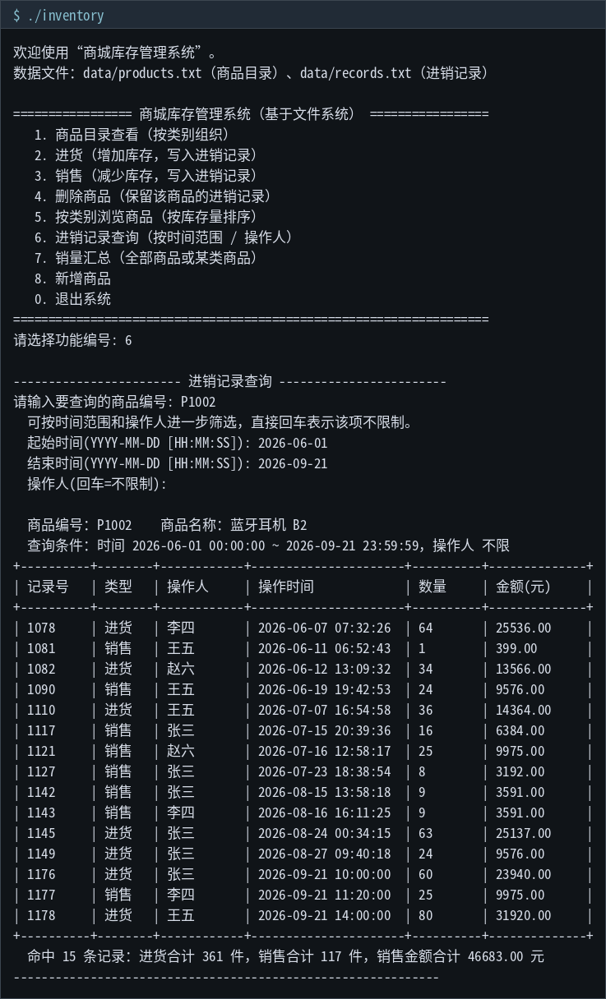 $ ./inventory
欢迎使用“商城库存管理系统”。
数据文件: data/products.txt（商品目录）、data/records.txt（进销记录）
================= 商城库存管理系统（基于文件系统） =================
1. 商品目录查看（按类别组织）
2. 进货（增加库存，写入进销记录）
3. 销售（减少库存，写入进销记录）
4. 删除商品（保留该商品的进销记录）
5. 按类别浏览商品（按库存量排序）
6. 进销记录查询（按时间范围 / 操作人）
7. 销量汇总（全部商品或某类商品）
8. 新增商品
0. 退出系统
====================================================================
请选择功能编号: 6
------------------------ 进销记录查询 ------------------------
请输入要查询的商品编号: P1002
可按时间范围和操作人进一步筛选，直接回车表示该项不限制。
起始时间(YYYY-MM-DD [HH:MM:SS]): 2026-06-01
结束时间(YYYY-MM-DD [HH:MM:SS]): 2026-09-21
操作人(回车=不限制):
商品编号: P1002    商品名称: 蓝牙耳机 B2
查询条件: 时间 2026-06-01 00:00:00 ~ 2026-09-21 23:59:59，操作人 不限
+----------+--------+------------+----------------------+----------+--------------+
| 记录号 | 类型 | 操作人 | 操作时间 | 数量 | 金额(元) |
+----------+--------+------------+----------------------+----------+--------------+
| 1078 | 进货 | 李四 | 2026-06-07 07:32:26 | 64 | 25536.00 |
| 1081 | 销售 | 王五 | 2026-06-11 06:52:43 | 1 | 399.00 |
| 1082 | 进货 | 赵六 | 2026-06-12 13:09:32 | 34 | 13566.00 |
| 1090 | 销售 | 王五 | 2026-06-19 19:42:53 | 24 | 9576.00 |
| 1110 | 进货 | 王五 | 2026-07-07 16:54:58 | 36 | 14364.00 |
| 1117 | 销售 | 张三 | 2026-07-15 20:39:36 | 16 | 6384.00 |
| 1121 | 销售 | 赵六 | 2026-07-16 12:58:17 | 25 | 9975.00 |
| 1127 | 销售 | 张三 | 2026-07-23 18:38:54 | 8 | 3192.00 |
| 1142 | 销售 | 张三 | 2026-08-15 13:58:18 | 9 | 3591.00 |
| 1143 | 销售 | 李四 | 2026-08-16 16:11:25 | 9 | 3591.00 |
| 1145 | 进货 | 张三 | 2026-08-24 00:34:15 | 63 | 25137.00 |
| 1149 | 进货 | 张三 | 2026-08-27 09:40:18 | 24 | 9576.00 |
| 1176 | 进货 | 张三 | 2026-09-21 10:00:00 | 60 | 23940.00 |
| 1177 | 销售 | 李四 | 2026-09-21 11:20:00 | 25 | 9975.00 |
| 1178 | 进货 | 王五 | 2026-09-21 14:00:00 | 80 | 31920.00 |
+----------+--------+------------+----------------------+----------+--------------+
命中 15 条记录: 进货合计 361 件，销售合计 117 件，销售金额合计 46683.00 元
-------------------------------------------------------------